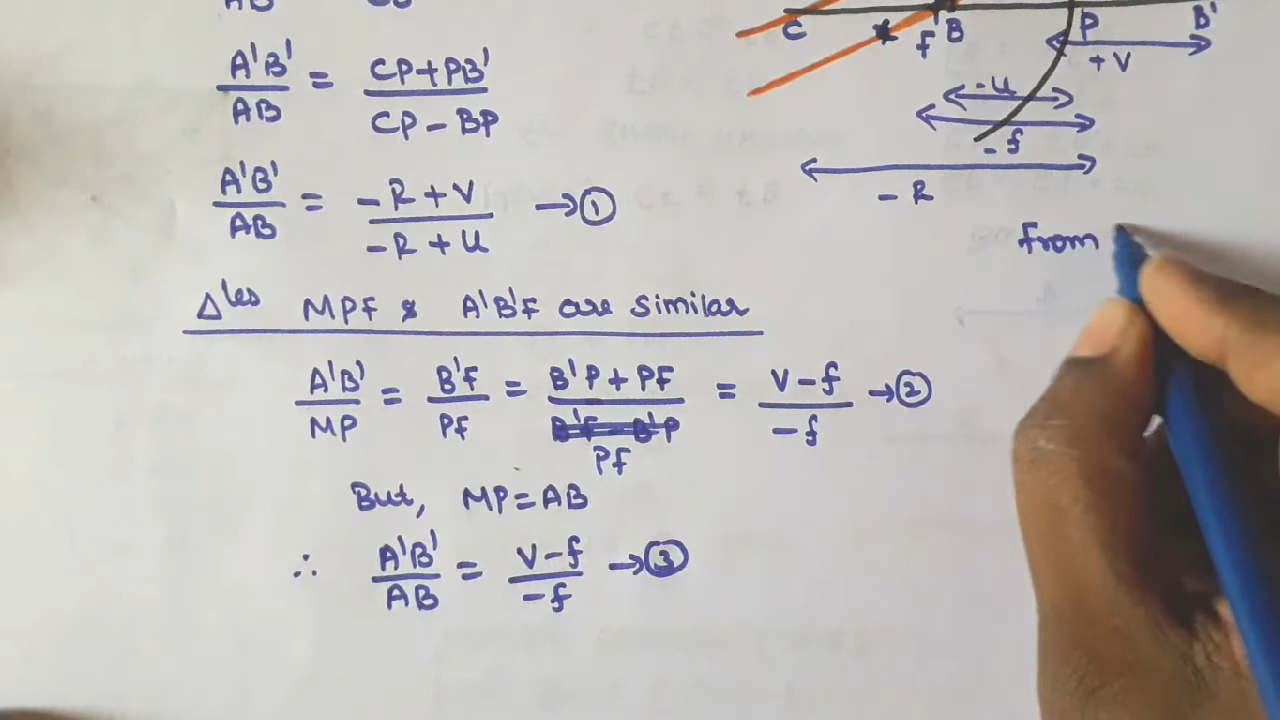 A'B'/AB = CP+PB'/CP-BP
A'B'/AB = -R+V/-R+U →①
Δles MPF & A'B'F are similar
A'B'/MP = B'F/PF = B'P+PF/PF = V-f/-f →②
But, MP=AB
∴ A'B'/AB = V-f/-f →③
C F B P B'
+V
-u
-f
-R
from